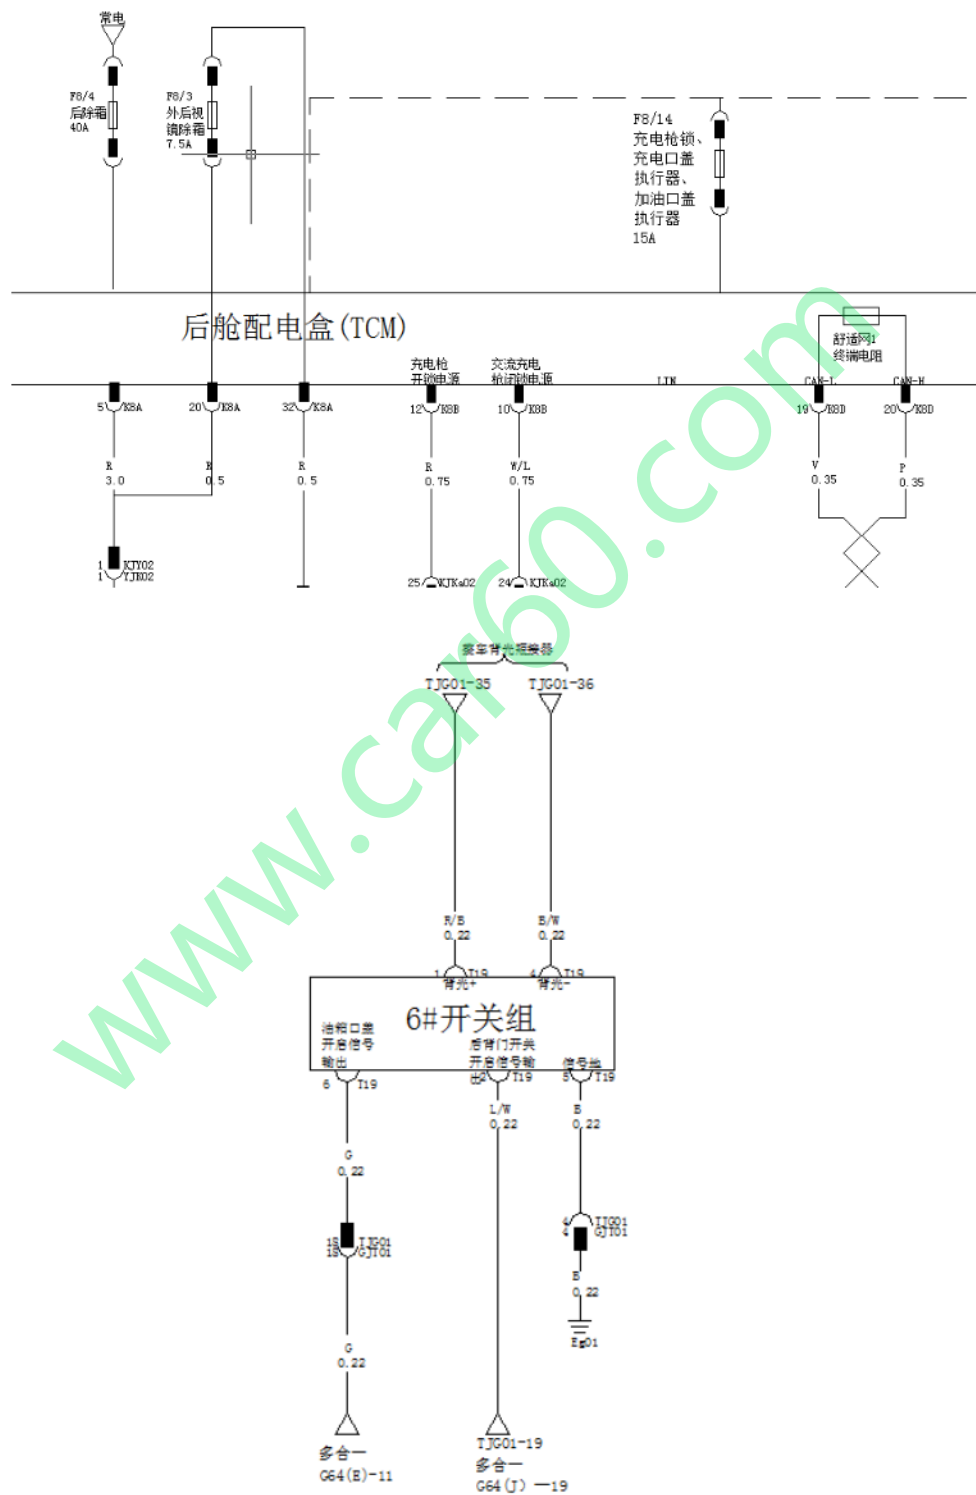 常电
F8/4
后除霜
40A
F8/3
外后视
镜除霜
7.5A
F8/14
充电枪锁、
充电口盖
执行器、
加油口盖
执行器
15A
后舱配电盒(TCM)
舒适网1
终端电阻
充电枪
开锁电源
交流充电
枪闭锁电源
LIN
CAN-L
CAN-H
5 K8A
20 K8A
32 K8A
12 K8B
10 K8B
19 K8D
20 K8D
R
3.0
R
0.5
R
0.5
R
0.75
W/L
0.75
V
0.35
P
0.35
1 KJY02
1 YJK02
25 KJKa02
24 KJKa02
TJG01-35
TJG01-36
R/B
0.22
B/W
0.22
1 T19
4 T19
背光+
背光-
6#开关组
油箱口盖
开启信号
输出
后背门开关
开启信号输
出
信号地
6 T19
2 T19
5 T19
G
0.22
L/W
0.22
B
0.22
18 TJG01
18 GJT01
4 TJG01
4 GJT01
B
0.22
Eg01
G
0.22
多合一
G64(E)-11
TJG01-19
多合一
G64(J) 一19
www.car60.com